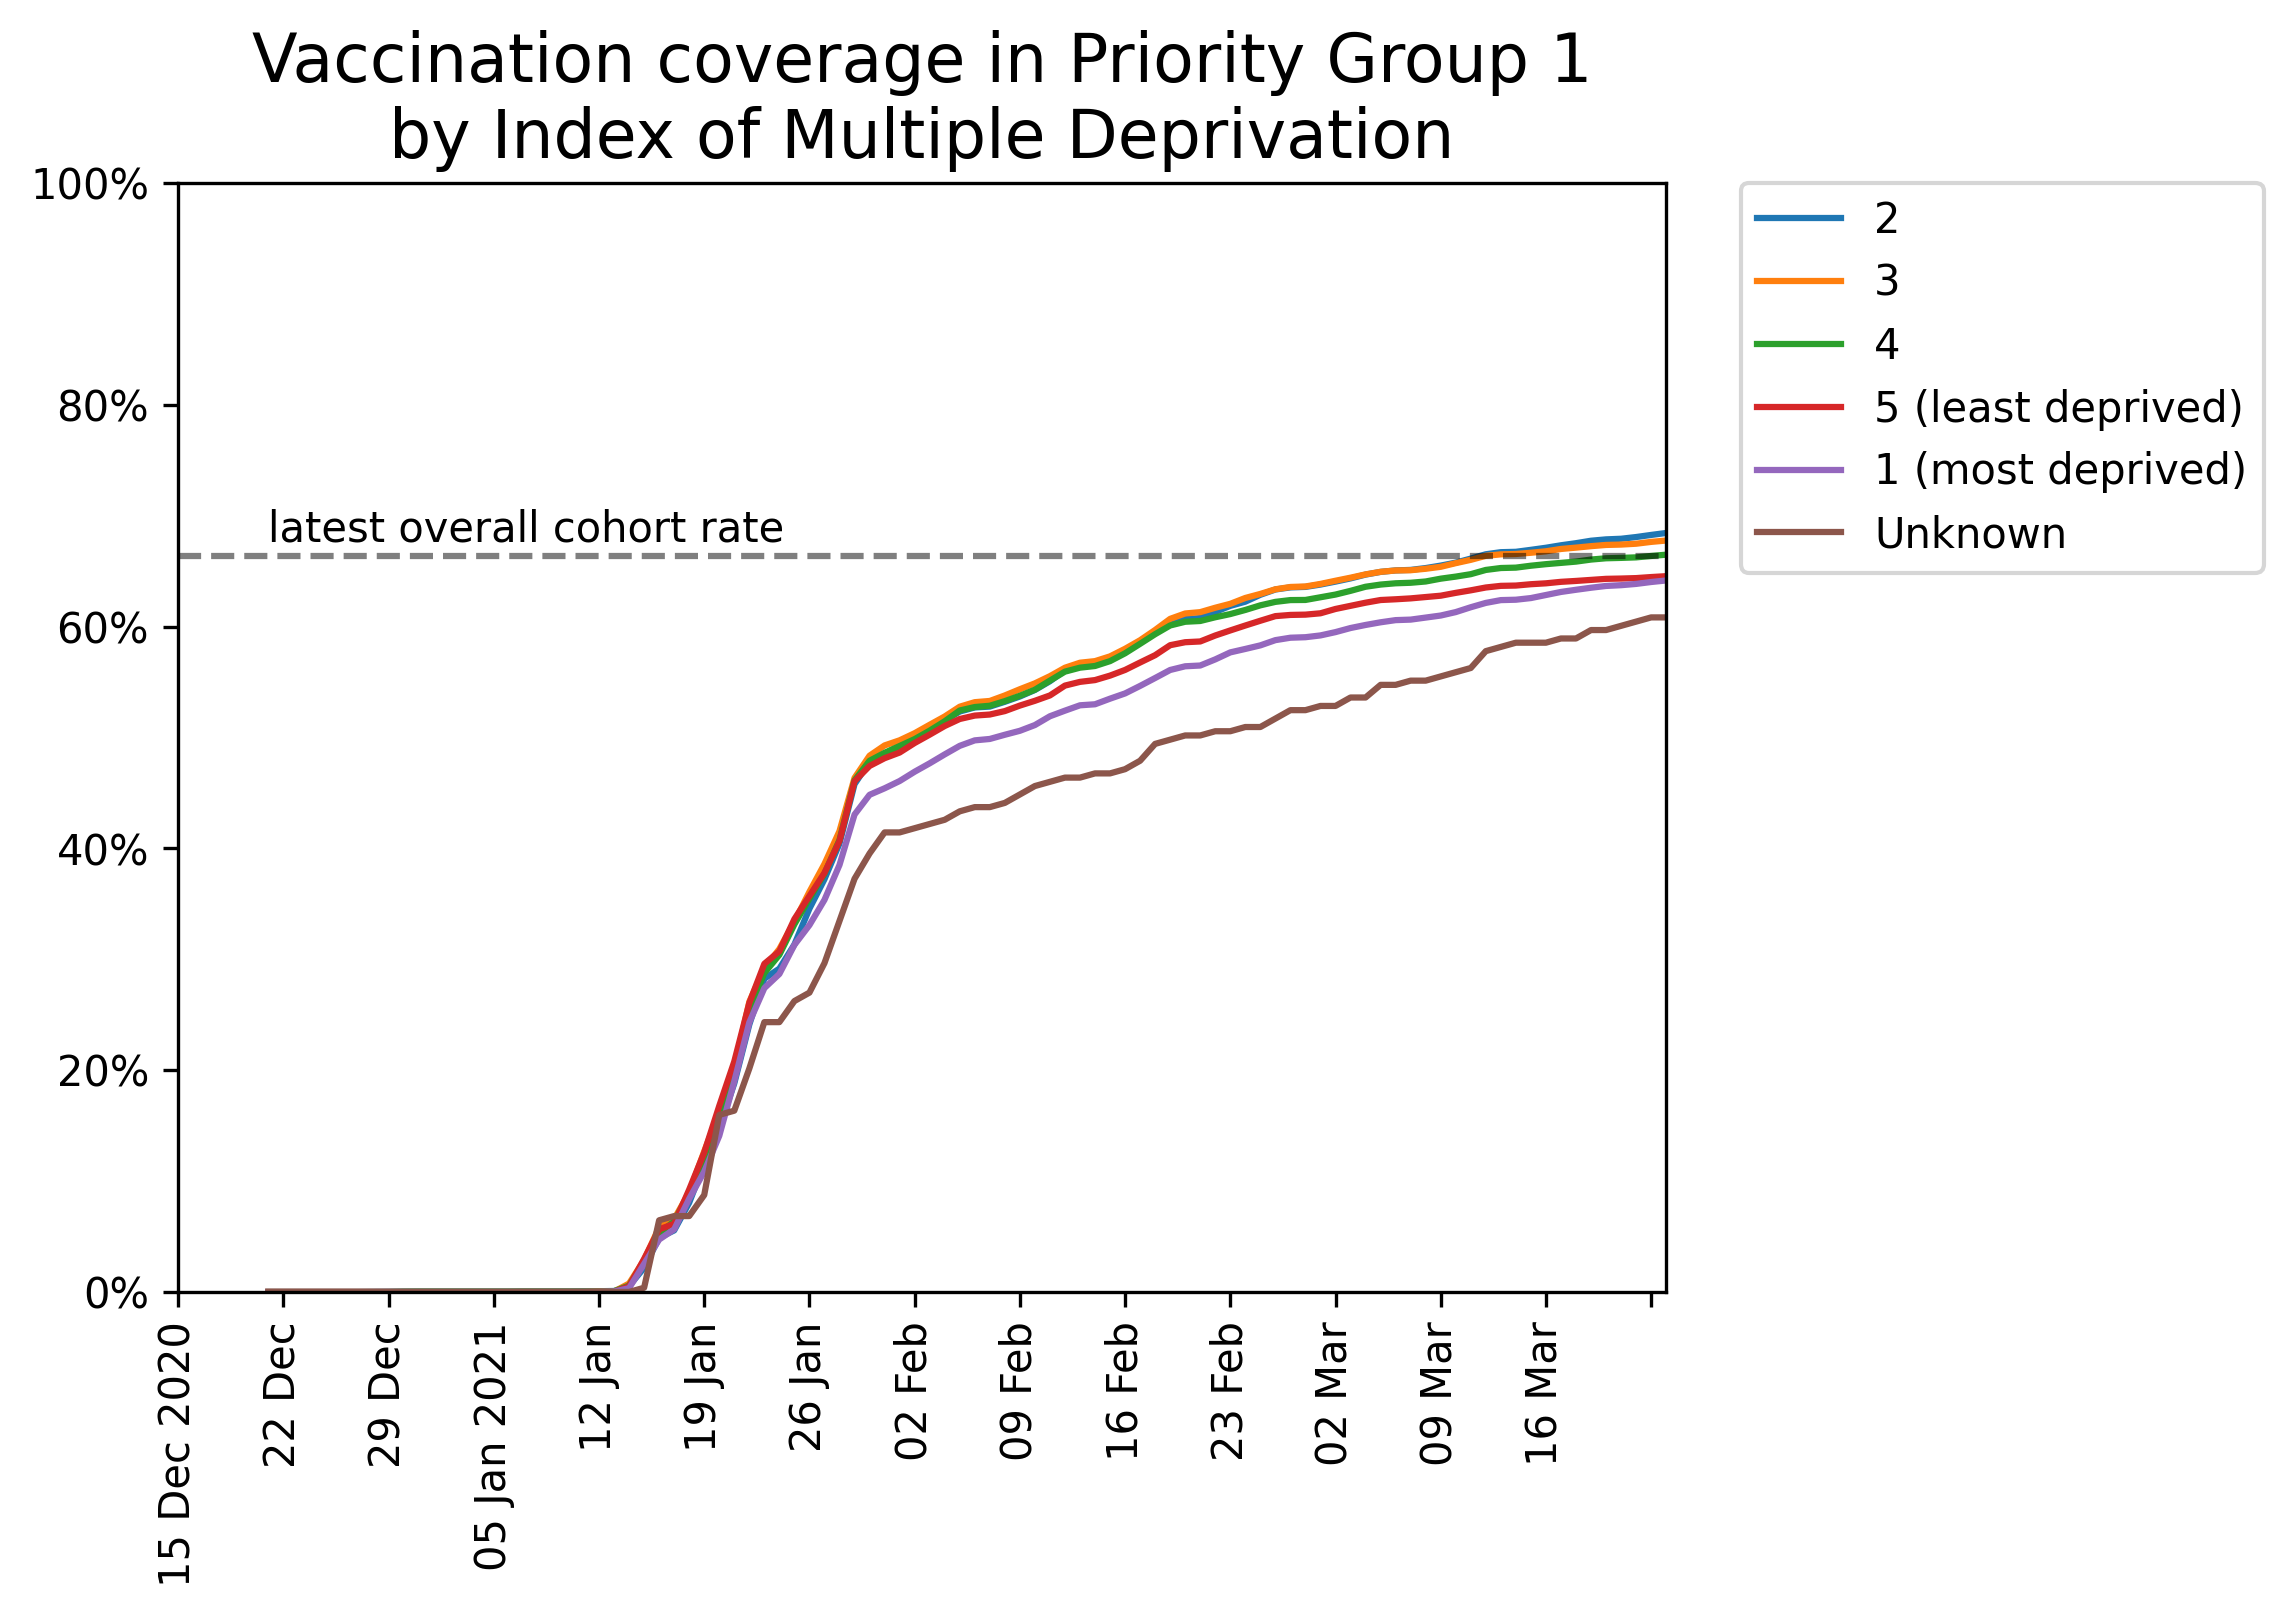 Vaccination coverage in Priority Group 1
by Index of Multiple Deprivation
100%
80%
60%
40%
20%
0%
latest overall cohort rate
15 Dec 2020
22 Dec
29 Dec
05 Jan 2021
12 Jan
19 Jan
26 Jan
02 Feb
09 Feb
16 Feb
23 Feb
02 Mar
09 Mar
16 Mar
2
3
4
5 (least deprived)
1 (most deprived)
Unknown